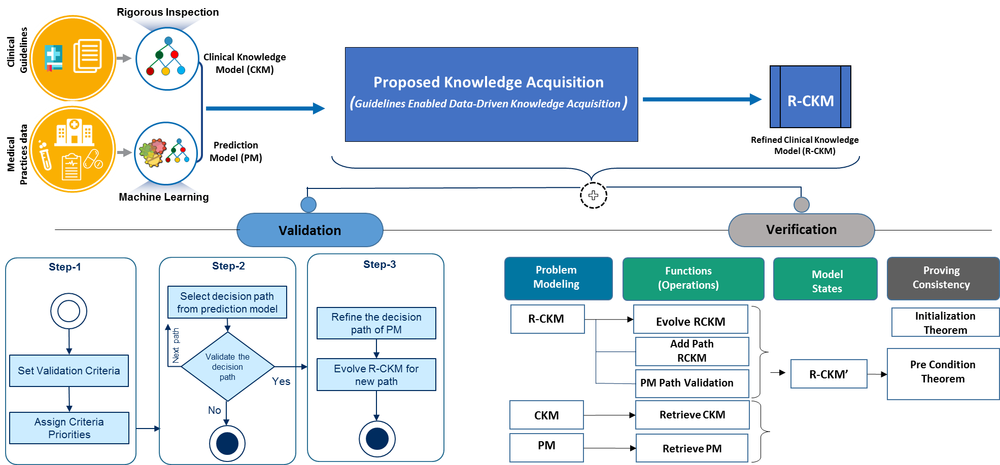 Rigorous Inspection
Clinical
Guidelines
Clinical Knowledge
Model (CKM)
Medical
Practices data
Prediction
Model (PM)
Machine Learning
Proposed Knowledge Acquisition
(Guidelines Enabled Data-Driven Knowledge Acquisition )
R-CKM
Refined Clinical Knowledge
Model (R-CKM)
Validation
Verification
Step-1
Set Validation Criteria
Assign Criteria
Priorities
Step-2
Select decision path
from prediction model
Next path
Validate the
decision
path
Yes
No
Step-3
Refine the decision
path of PM
Evolve R-CKM for
new path
Problem
Modeling
Functions
(Operations)
Model
States
Proving
Consistency
R-CKM
Evolve RCKM
Add Path
RCKM
PM Path Validation
CKM
Retrieve CKM
PM
Retrieve PM
R-CKM’
Initialization
Theorem
Pre Condition
Theorem